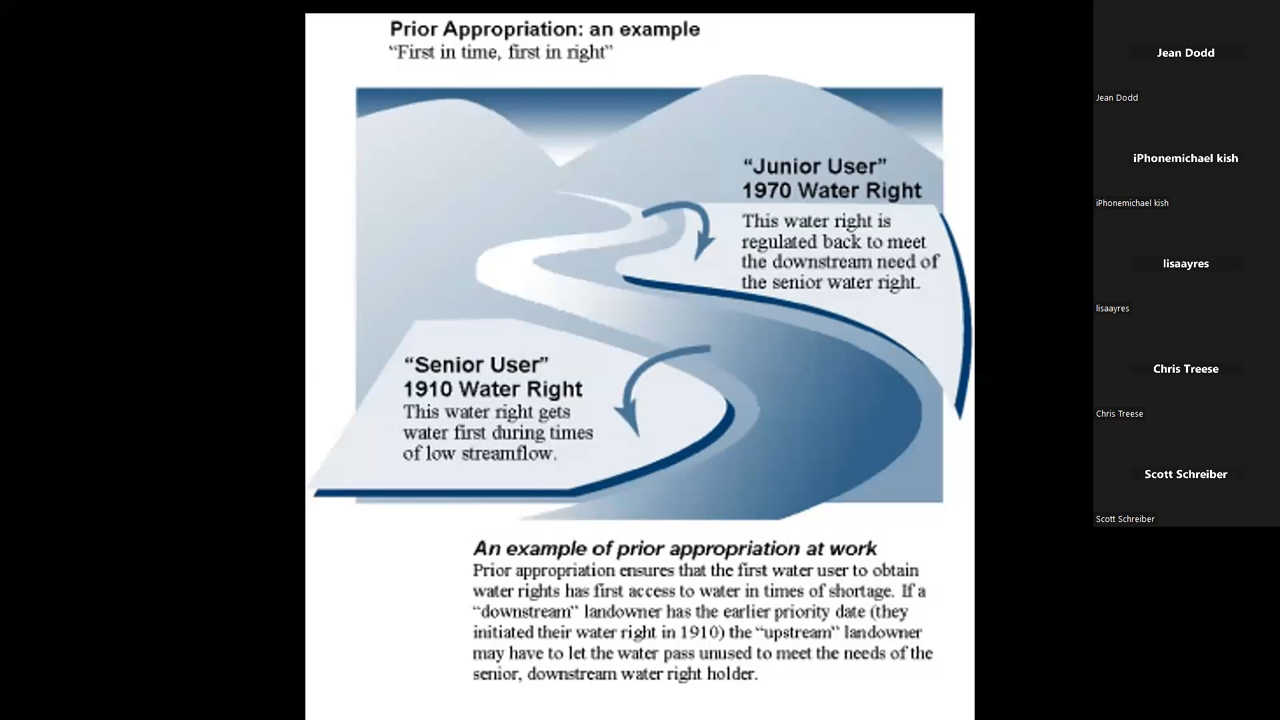 Prior Appropriation: an example
“First in time, first in right”
“Junior User”
1970 Water Right
This water right is
regulated back to meet
the downstream need of
the senior water right.
“Senior User”
1910 Water Right
This water right gets
water first during times
of low streamflow.
An example of prior appropriation at work
Prior appropriation ensures that the first water user to obtain
water rights has first access to water in times of shortage. If a
“downstream” landowner has the earlier priority date (they
initiated their water right in 1910) the “upstream” landowner
may have to let the water pass unused to meet the needs of the
senior, downstream water right holder.
Jean Dodd
Jean Dodd
iPhonemichael kish
iPhonemichael kish
lisaayres
lisaayres
Chris Treese
Chris Treese
Scott Schreiber
Scott Schreiber